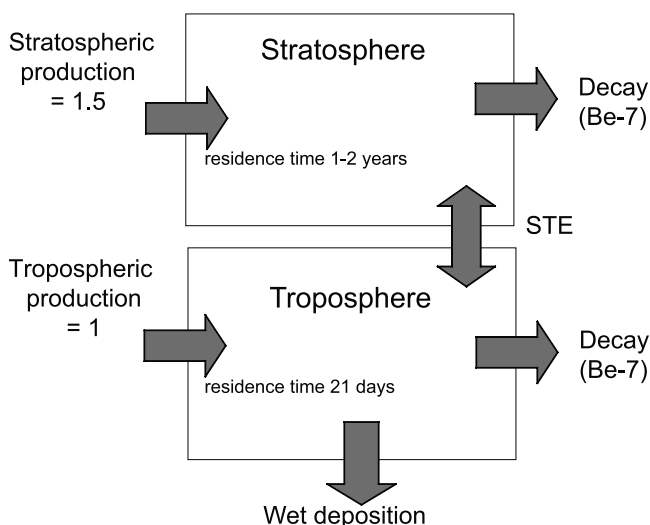 Stratospheric
production
= 1.5
Stratosphere
Decay
(Be-7)
residence time 1-2 years
STE
Tropospheric
production
= 1
Troposphere
Decay
(Be-7)
residence time 21 days
Wet deposition